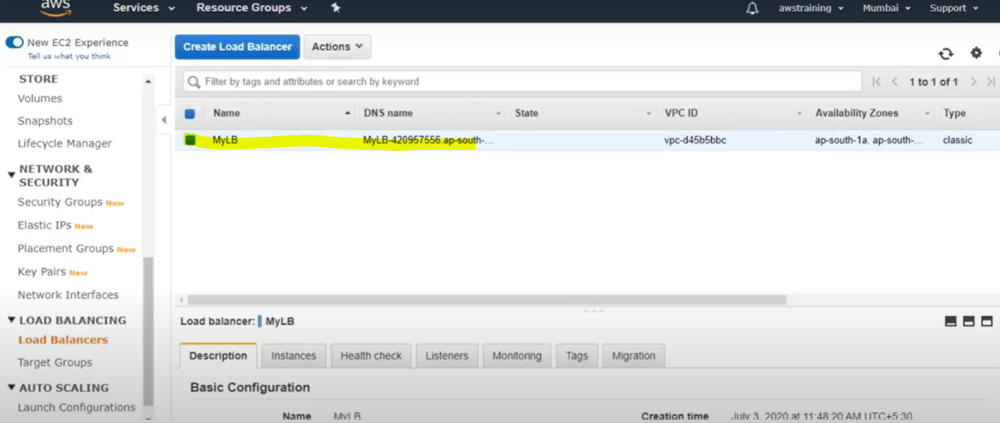 aws Services Resource Groups awstraining Mumbai Support
New EC2 Experience
Tell us what you think
STORE
Volumes
Snapshots
Lifecycle Manager
NETWORK &
SECURITY
Security Groups New
Elastic IPs New
Placement Groups New
Key Pairs New
Network Interfaces
LOAD BALANCING
Load Balancers
Target Groups
AUTO SCALING
Launch Configurations
Create Load Balancer Actions
Filter by tags and attributes or search by keyword 1 to 1 of 1
Name DNS name State VPC ID Availability Zones Type
MyLB MyLB-420957556.ap-south-... vpc-d45b5bbc ap-south-1a, ap-south-... classic
Load balancer: MyLB
Description Instances Health check Listeners Monitoring Tags Migration
Basic Configuration
Name MyLB Creation time July 3, 2020 at 11:48:20 AM UTC+5:30